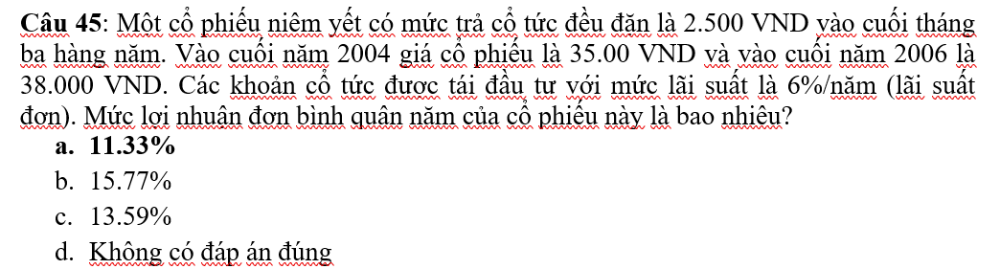 Câu 45: Một cổ phiếu niêm yết có mức trả cổ tức đều đặn là 2.500 VND vào cuối tháng
ba hàng năm. Vào cuối năm 2004 giá cổ phiếu là 35.00 VND và vào cuối năm 2006 là
38.000 VND. Các khoản cổ tức được tái đầu tư với mức lãi suất là 6%/năm (lãi suất
đơn). Mức lợi nhuận đơn bình quân năm của cổ phiếu này là bao nhiêu?
a. 11.33%
b. 15.77%
c. 13.59%
d. Không có đáp án đúng